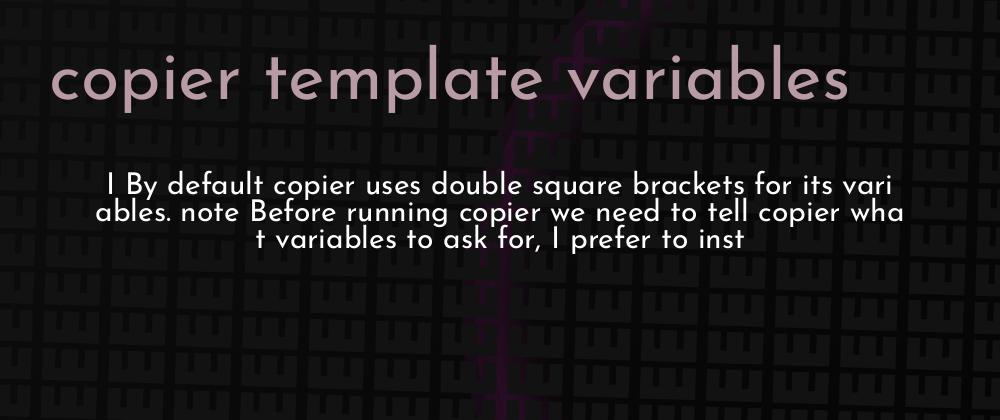 copier template variables
I By default copier uses double square brackets for its vari
ables. note Before running copier we need to tell copier wha
t variables to ask for, I prefer to inst